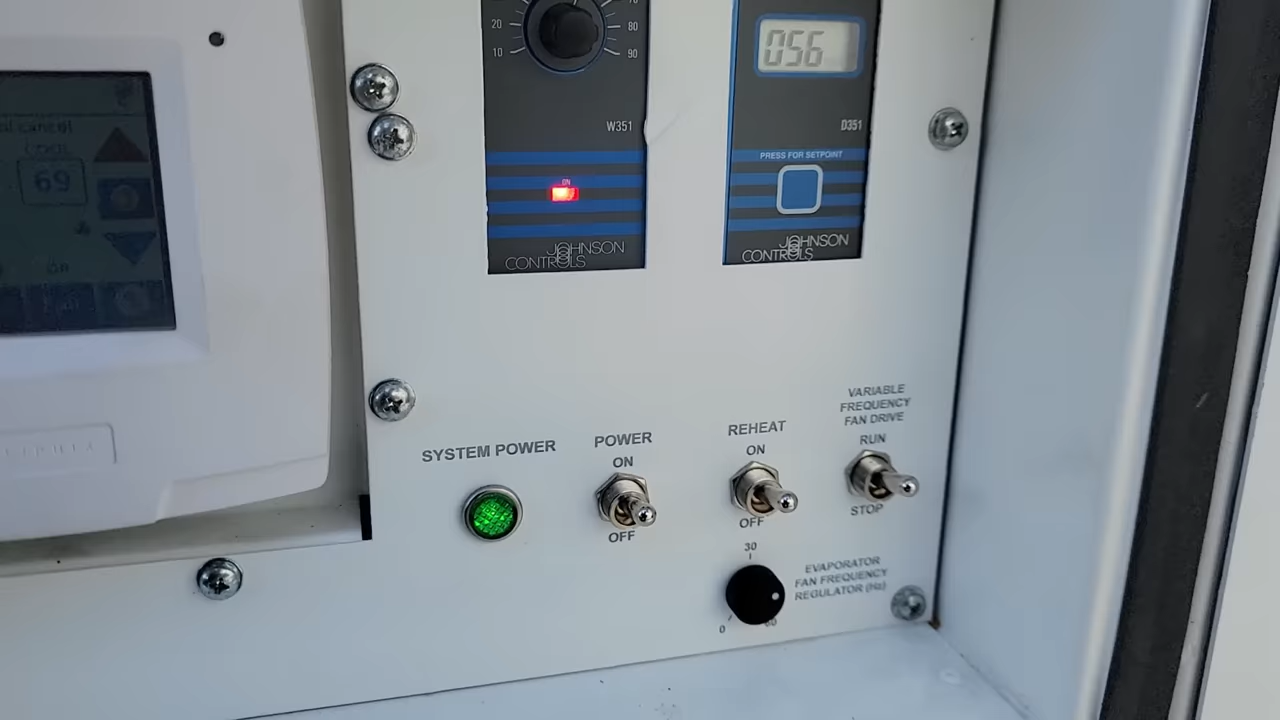 20
10
80
90
W351
ON
JOHNSON
CONTROLS
056
D351
PRESS FOR SETPOINT
JOHNSON
CONTROLS
69
SYSTEM POWER
POWER
ON
OFF
REHEAT
ON
OFF
VARIABLE
FREQUENCY
FAN DRIVE
RUN
STOP
30
0
EVAPORATOR
FAN FREQUENCY
REGULATOR (Hz)